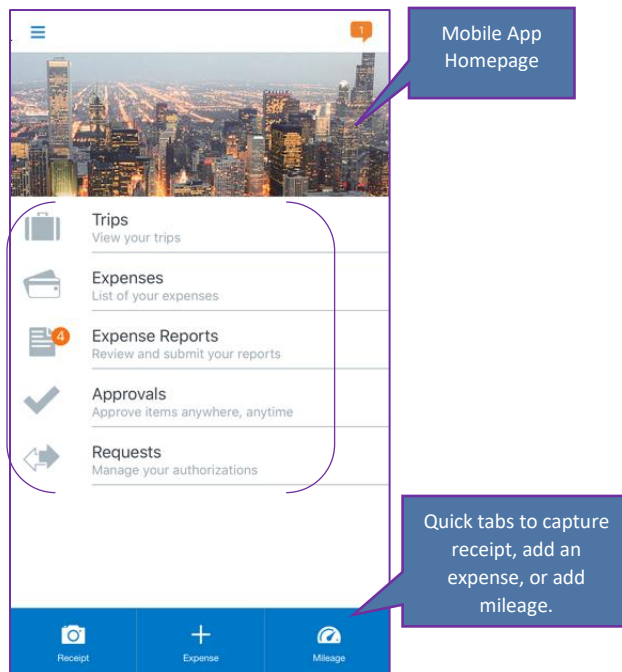 1
Mobile App
Homepage
Trips
View your trips
Expenses
List of your expenses
Expense Reports
4
Review and submit your reports
Approvals
Approve items anywhere, anytime
Requests
Manage your authorizations
Quick tabs to capture
receipt, add an
expense, or add
mileage.
Receipt
Expense
Mileage